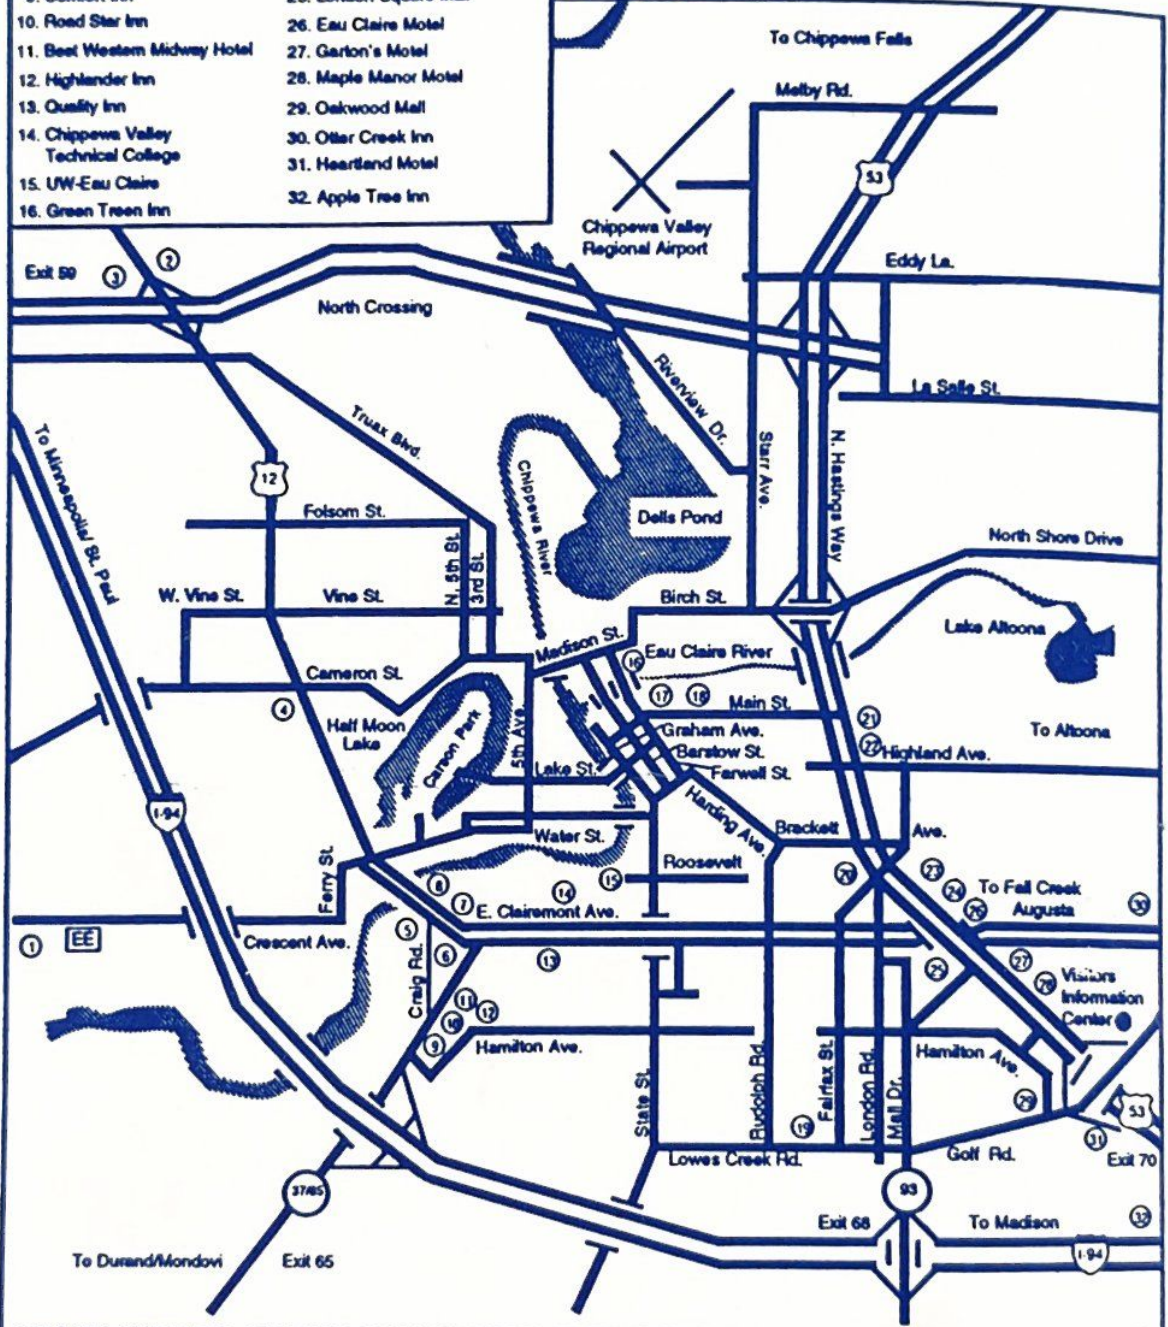 10. Road Star Inn
11. Best Western Midway Hotel
12. Highlander Inn
13. Quality Inn
14. Chippewa Valley
Technical College
15. UW-Eau Claire
16. Green Treen Inn
26. Eau Claire Motel
27. Garton's Motel
28. Maple Manor Motel
29. Oakwood Mall
30. Otter Creek Inn
31. Heartland Motel
32. Apple Tree Inn
To Chippewa Falls
Melby Rd.
53
Chippewa Valley
Regional Airport
Exit 59
3
2
Eddy La.
North Crossing
Riverview Dr.
La Salle St.
Truax Blvd.
To Minneapolis/ St. Paul
12
Chippewa River
Starr Ave.
N. Hastings Way
Folsom St.
Dells Pond
North Shore Drive
N. 5th St.
3rd St.
W. Vine St.
Vine St.
Birch St.
Madison St.
Lake Altoona
16
Eau Claire River
Cameron St.
17
18
Main St.
4
Half Moon
Lake
Carson Park
5th Ave.
21
Graham Ave.
To Altoona
22
Highland Ave.
Barstow St.
Lake St.
Farwell St.
I-94
Harding Ave.
Brackett
Ave.
Water St.
Roosevelt
Ferry St.
8
14
15
20
23
24
To Fall Creek
Augusta
7
E. Clairemont Ave.
26
30
1
EE
Crescent Ave.
5
6
13
25
27
28
Visitors
Information
Center
Craig Rd.
11
12
10
9
Hamilton Ave.
Hamilton Ave.
State St.
Rudolph Rd.
Fairfax St.
London Rd.
Mall Dr.
29
19
53
31
Lowes Creek Rd.
Golf Rd.
Exit 70
37/85
93
Exit 68
To Madison
32
To Durand/Mondovi
Exit 65
I-94